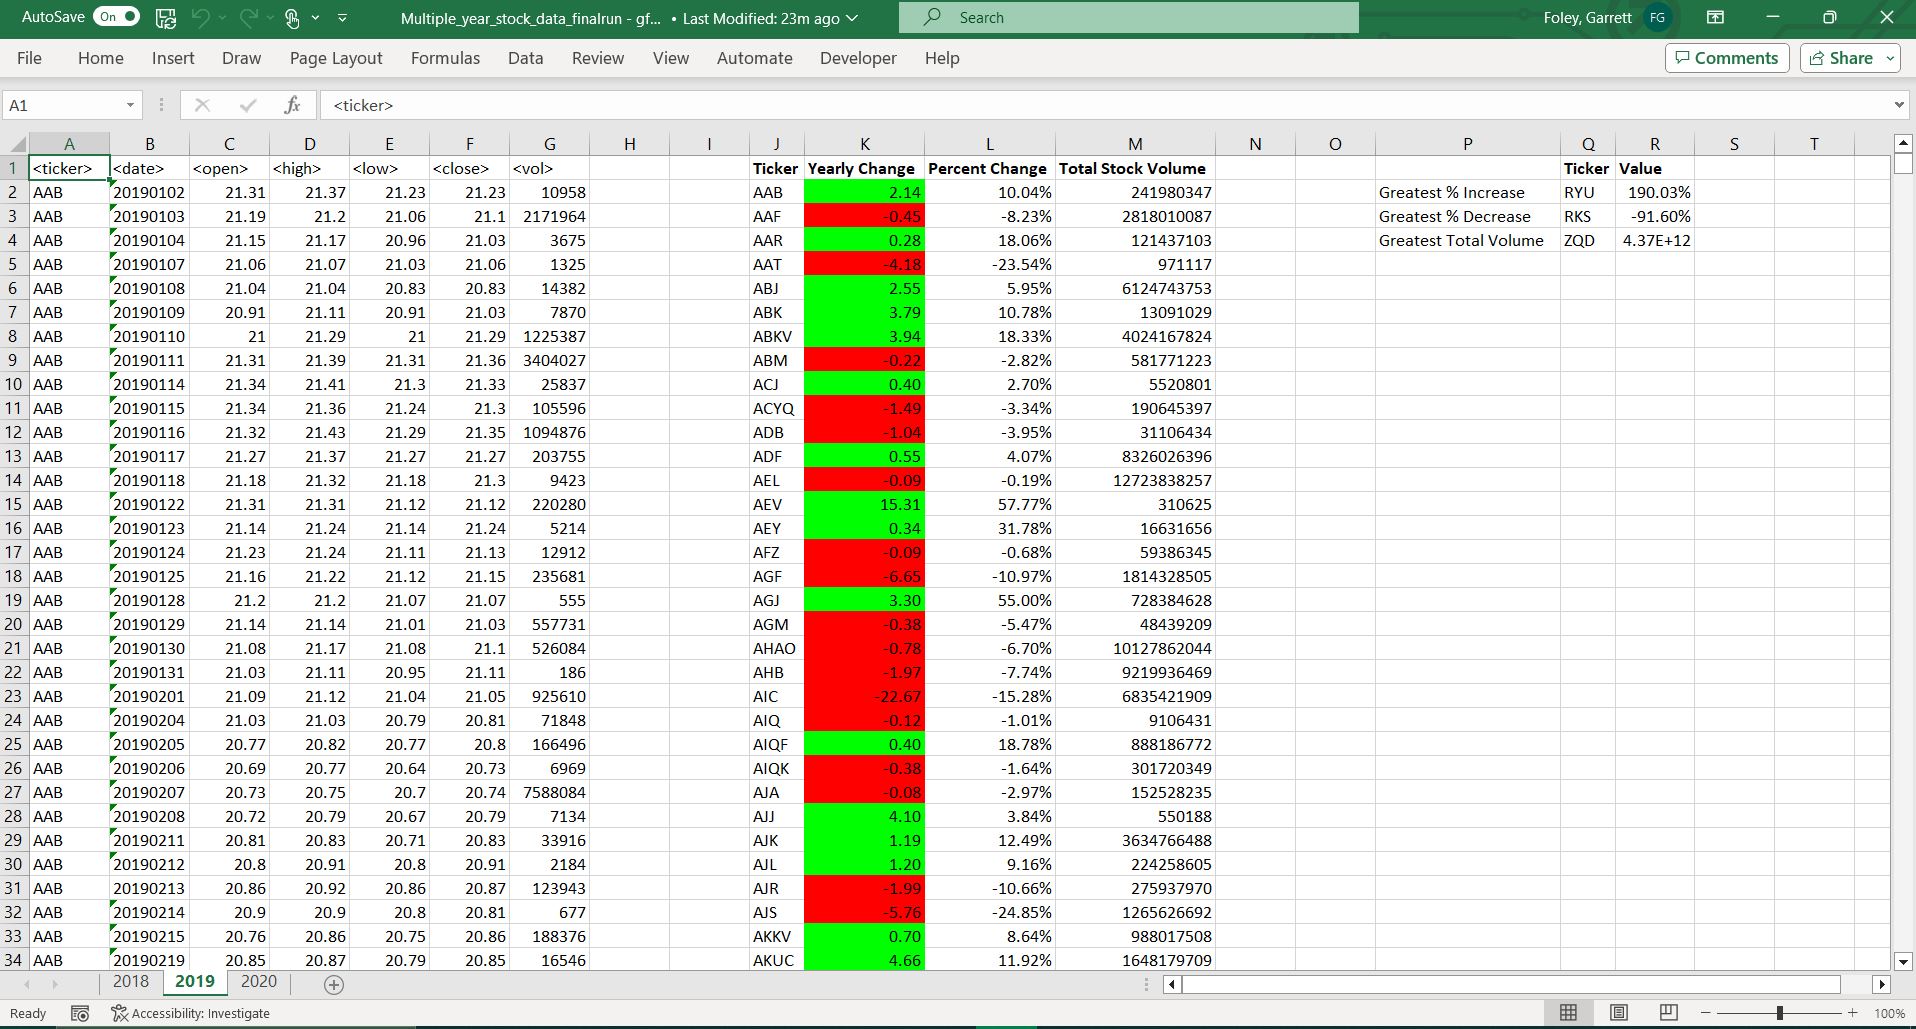 AutoSave On Multiple_year_stock_data_finalrun - gf... • Last Modified: 23m ago Search Foley, Garrett FG
File Home Insert Draw Page Layout Formulas Data Review View Automate Developer Help Comments Share
A1 fx <ticker>
A B C D E F G H I J K L M N O P Q R S T
1 <ticker> <date> <open> <high> <low> <close> <vol> Ticker Yearly Change Percent Change Total Stock Volume Ticker Value
2 AAB 20190102 21.31 21.37 21.23 21.23 10958 AAB 2.14 10.04% 241980347 Greatest % Increase RYU 190.03%
3 AAB 20190103 21.19 21.2 21.06 21.1 2171964 AAF -0.45 -8.23% 2818010087 Greatest % Decrease RKS -91.60%
4 AAB 20190104 21.15 21.17 20.96 21.03 3675 AAR 0.28 18.06% 121437103 Greatest Total Volume ZQD 4.37E+12
5 AAB 20190107 21.06 21.07 21.03 21.06 1325 AAT -4.18 -23.54% 971117
6 AAB 20190108 21.04 21.04 20.83 20.83 14382 ABJ 2.55 5.95% 6124743753
7 AAB 20190109 20.91 21.11 20.91 21.03 7870 ABK 3.79 10.78% 13091029
8 AAB 20190110 21 21.29 21 21.29 1225387 ABKV 3.94 18.33% 4024167824
9 AAB 20190111 21.31 21.39 21.31 21.36 3404027 ABM -0.22 -2.82% 581771223
10 AAB 20190114 21.34 21.41 21.3 21.33 25837 ACJ 0.40 2.70% 5520801
11 AAB 20190115 21.34 21.36 21.24 21.3 105596 ACYQ -1.49 -3.34% 190645397
12 AAB 20190116 21.32 21.43 21.29 21.35 1094876 ADB -1.04 -3.95% 31106434
13 AAB 20190117 21.27 21.37 21.27 21.27 203755 ADF 0.55 4.07% 8326026396
14 AAB 20190118 21.18 21.32 21.18 21.3 9423 AEL -0.09 -0.19% 12723838257
15 AAB 20190122 21.31 21.31 21.12 21.12 220280 AEV 15.31 57.77% 310625
16 AAB 20190123 21.14 21.24 21.14 21.24 5214 AEY 0.34 31.78% 16631656
17 AAB 20190124 21.23 21.24 21.11 21.13 12912 AFZ -0.09 -0.68% 59386345
18 AAB 20190125 21.16 21.22 21.12 21.15 235681 AGF -6.65 -10.97% 1814328505
19 AAB 20190128 21.2 21.2 21.07 21.07 555 AGJ 3.30 55.00% 728384628
20 AAB 20190129 21.14 21.14 21.01 21.03 557731 AGM -0.38 -5.47% 48439209
21 AAB 20190130 21.08 21.17 21.08 21.1 526084 AHAO -0.78 -6.70% 10127862044
22 AAB 20190131 21.03 21.11 20.95 21.11 186 AHB -1.97 -7.74% 9219936469
23 AAB 20190201 21.09 21.12 21.04 21.05 925610 AIC -22.67 -15.28% 6835421909
24 AAB 20190204 21.03 21.03 20.79 20.81 71848 AIQ -0.12 -1.01% 9106431
25 AAB 20190205 20.77 20.82 20.77 20.8 166496 AIQF 0.40 18.78% 888186772
26 AAB 20190206 20.69 20.77 20.64 20.73 6969 AIQK -0.38 -1.64% 301720349
27 AAB 20190207 20.73 20.75 20.7 20.74 7588084 AJA -0.08 -2.97% 152528235
28 AAB 20190208 20.72 20.79 20.67 20.79 7134 AJJ 4.10 3.84% 550188
29 AAB 20190211 20.81 20.83 20.71 20.83 33916 AJK 1.19 12.49% 3634766488
30 AAB 20190212 20.8 20.91 20.8 20.91 2184 AJL 1.20 9.16% 224258605
31 AAB 20190213 20.86 20.92 20.86 20.87 123943 AJR -1.99 -10.66% 275937970
32 AAB 20190214 20.9 20.9 20.8 20.81 677 AJS -5.76 -24.85% 1265626692
33 AAB 20190215 20.76 20.86 20.75 20.86 188376 AKKV 0.70 8.64% 988017508
34 AAB 20190219 20.85 20.87 20.79 20.85 16546 AKUC 4.66 11.92% 1648179709
2018 2019 2020
Ready Accessibility: Investigate 100%